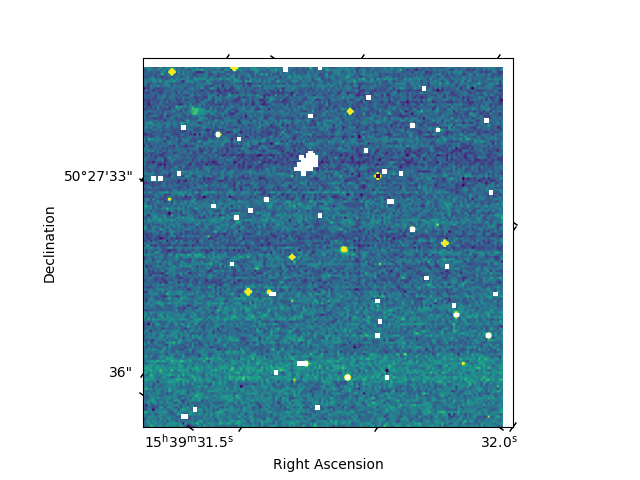 50°27'33"
Declination
36"
15ʰ39ᵐ31.5ˢ
32.0ˢ
Right Ascension